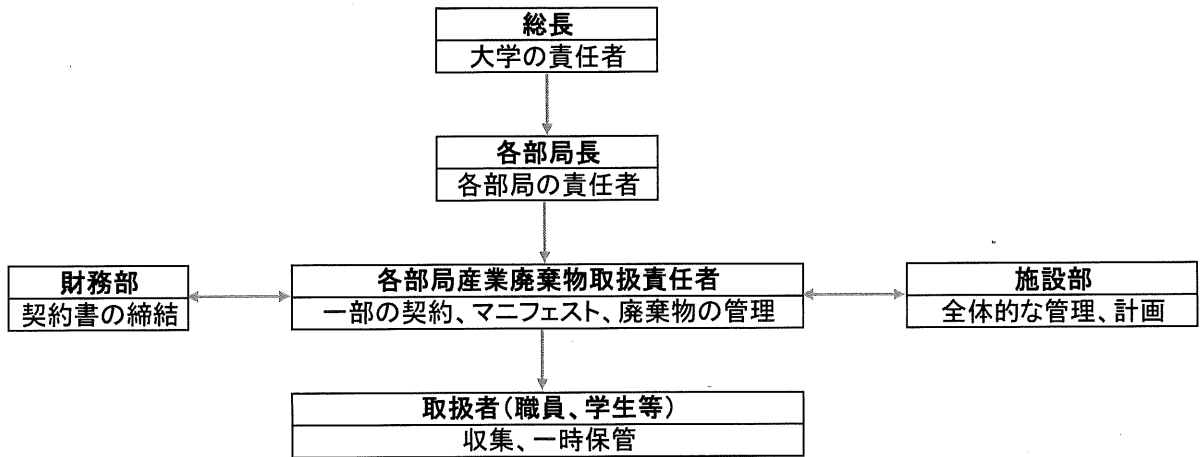 総長
大学の責任者
各部局長
各部局の責任者
財務部
契約書の締結
各部局産業廃棄物取扱責任者
一部の契約、マニフェスト、廃棄物の管理
施設部
全体的な管理、計画
取扱者(職員、学生等)
収集、一時保管